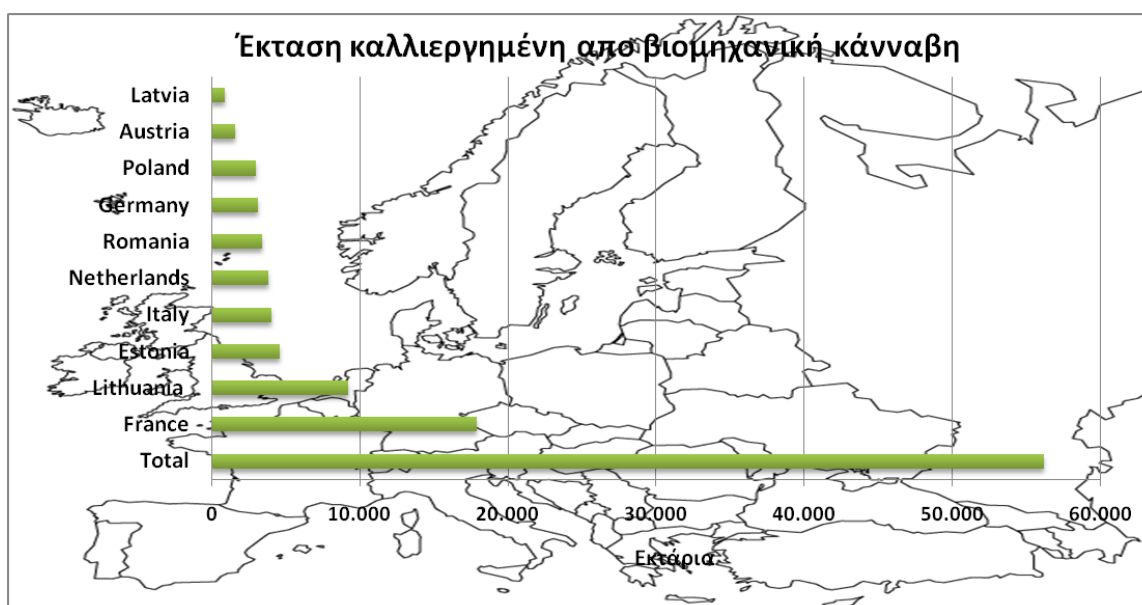 Έκταση καλλιεργημένη απο βιομηχανική κάνναβη
Latvia
Austria
Poland
Germany
Romania
Netherlands
Italy
Estonia
Lithuania
France
Total
0 10.000 20.000 30.000 40.000 50.000 60.000
Εκτάρια